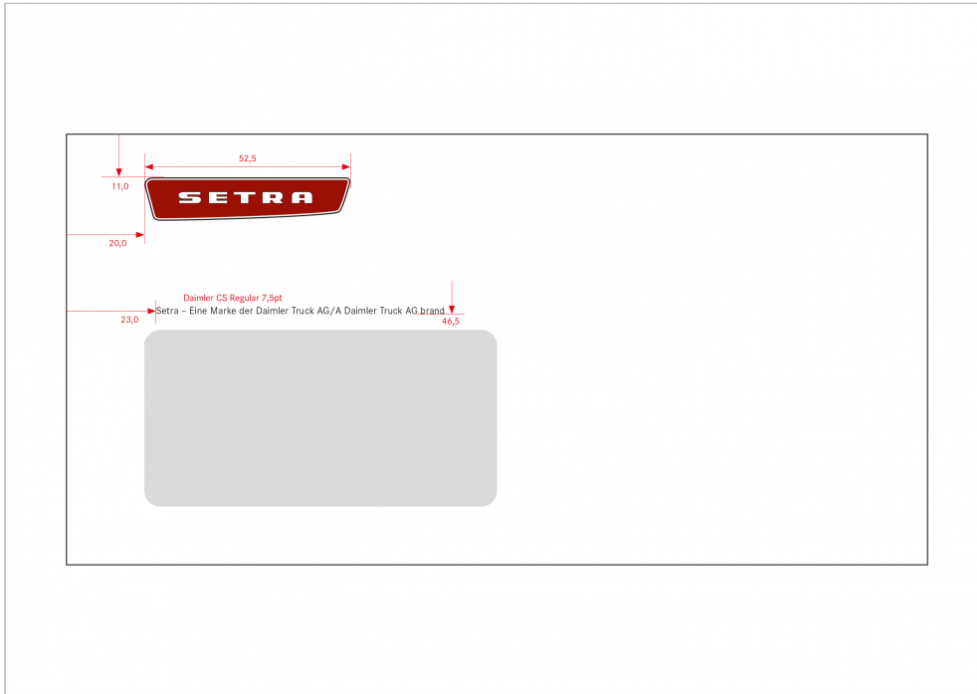 52,5
11,0
SETRA
20,0
Daimler CS Regular 7,5pt
Setra – Eine Marke der Daimler Truck AG/A Daimler Truck AG brand
23,0
46,5